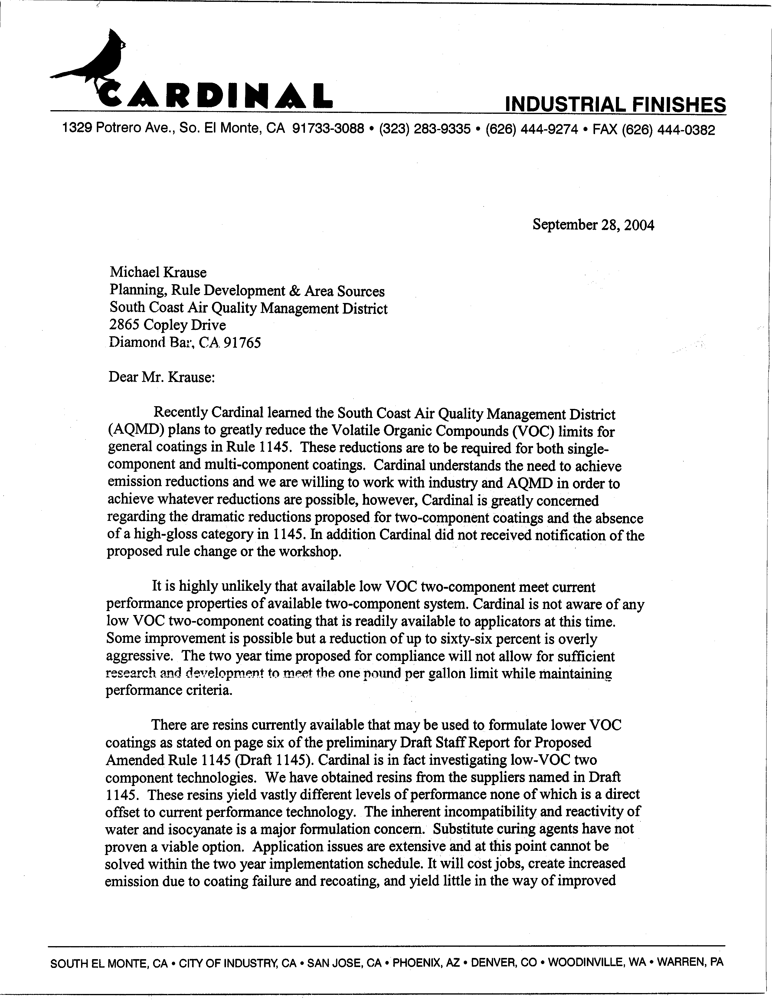 CARDINAL
INDUSTRIAL FINISHES
1329 Potrero Ave., So. El Monte, CA 91733-3088 • (323) 283-9335 • (626) 444-9274 • FAX (626) 444-0382
September 28, 2004
Michael Krause
Planning, Rule Development & Area Sources
South Coast Air Quality Management District
2865 Copley Drive
Diamond Bar, CA 91765
Dear Mr. Krause:
Recently Cardinal learned the South Coast Air Quality Management District
(AQMD) plans to greatly reduce the Volatile Organic Compounds (VOC) limits for
general coatings in Rule 1145. These reductions are to be required for both single-
component and multi-component coatings. Cardinal understands the need to achieve
emission reductions and we are willing to work with industry and AQMD in order to
achieve whatever reductions are possible, however, Cardinal is greatly concerned
regarding the dramatic reductions proposed for two-component coatings and the absence
of a high-gloss category in 1145. In addition Cardinal did not received notification of the
proposed rule change or the workshop.
It is highly unlikely that available low VOC two-component meet current
performance properties of available two-component system. Cardinal is not aware of any
low VOC two-component coating that is readily available to applicators at this time.
Some improvement is possible but a reduction of up to sixty-six percent is overly
aggressive. The two year time proposed for compliance will not allow for sufficient
research and development to meet the one pound per gallon limit while maintaining
performance criteria.
There are resins currently available that may be used to formulate lower VOC
coatings as stated on page six of the preliminary Draft Staff Report for Proposed
Amended Rule 1145 (Draft 1145). Cardinal is in fact investigating low-VOC two
component technologies. We have obtained resins from the suppliers named in Draft
1145. These resins yield vastly different levels of performance none of which is a direct
offset to current performance technology. The inherent incompatibility and reactivity of
water and isocyanate is a major formulation concern. Substitute curing agents have not
proven a viable option. Application issues are extensive and at this point cannot be
solved within the two year implementation schedule. It will cost jobs, create increased
emission due to coating failure and recoating, and yield little in the way of improved
SOUTH EL MONTE, CA • CITY OF INDUSTRY, CA • SAN JOSE, CA • PHOENIX, AZ • DENVER, CO • WOODINVILLE, WA • WARREN, PA